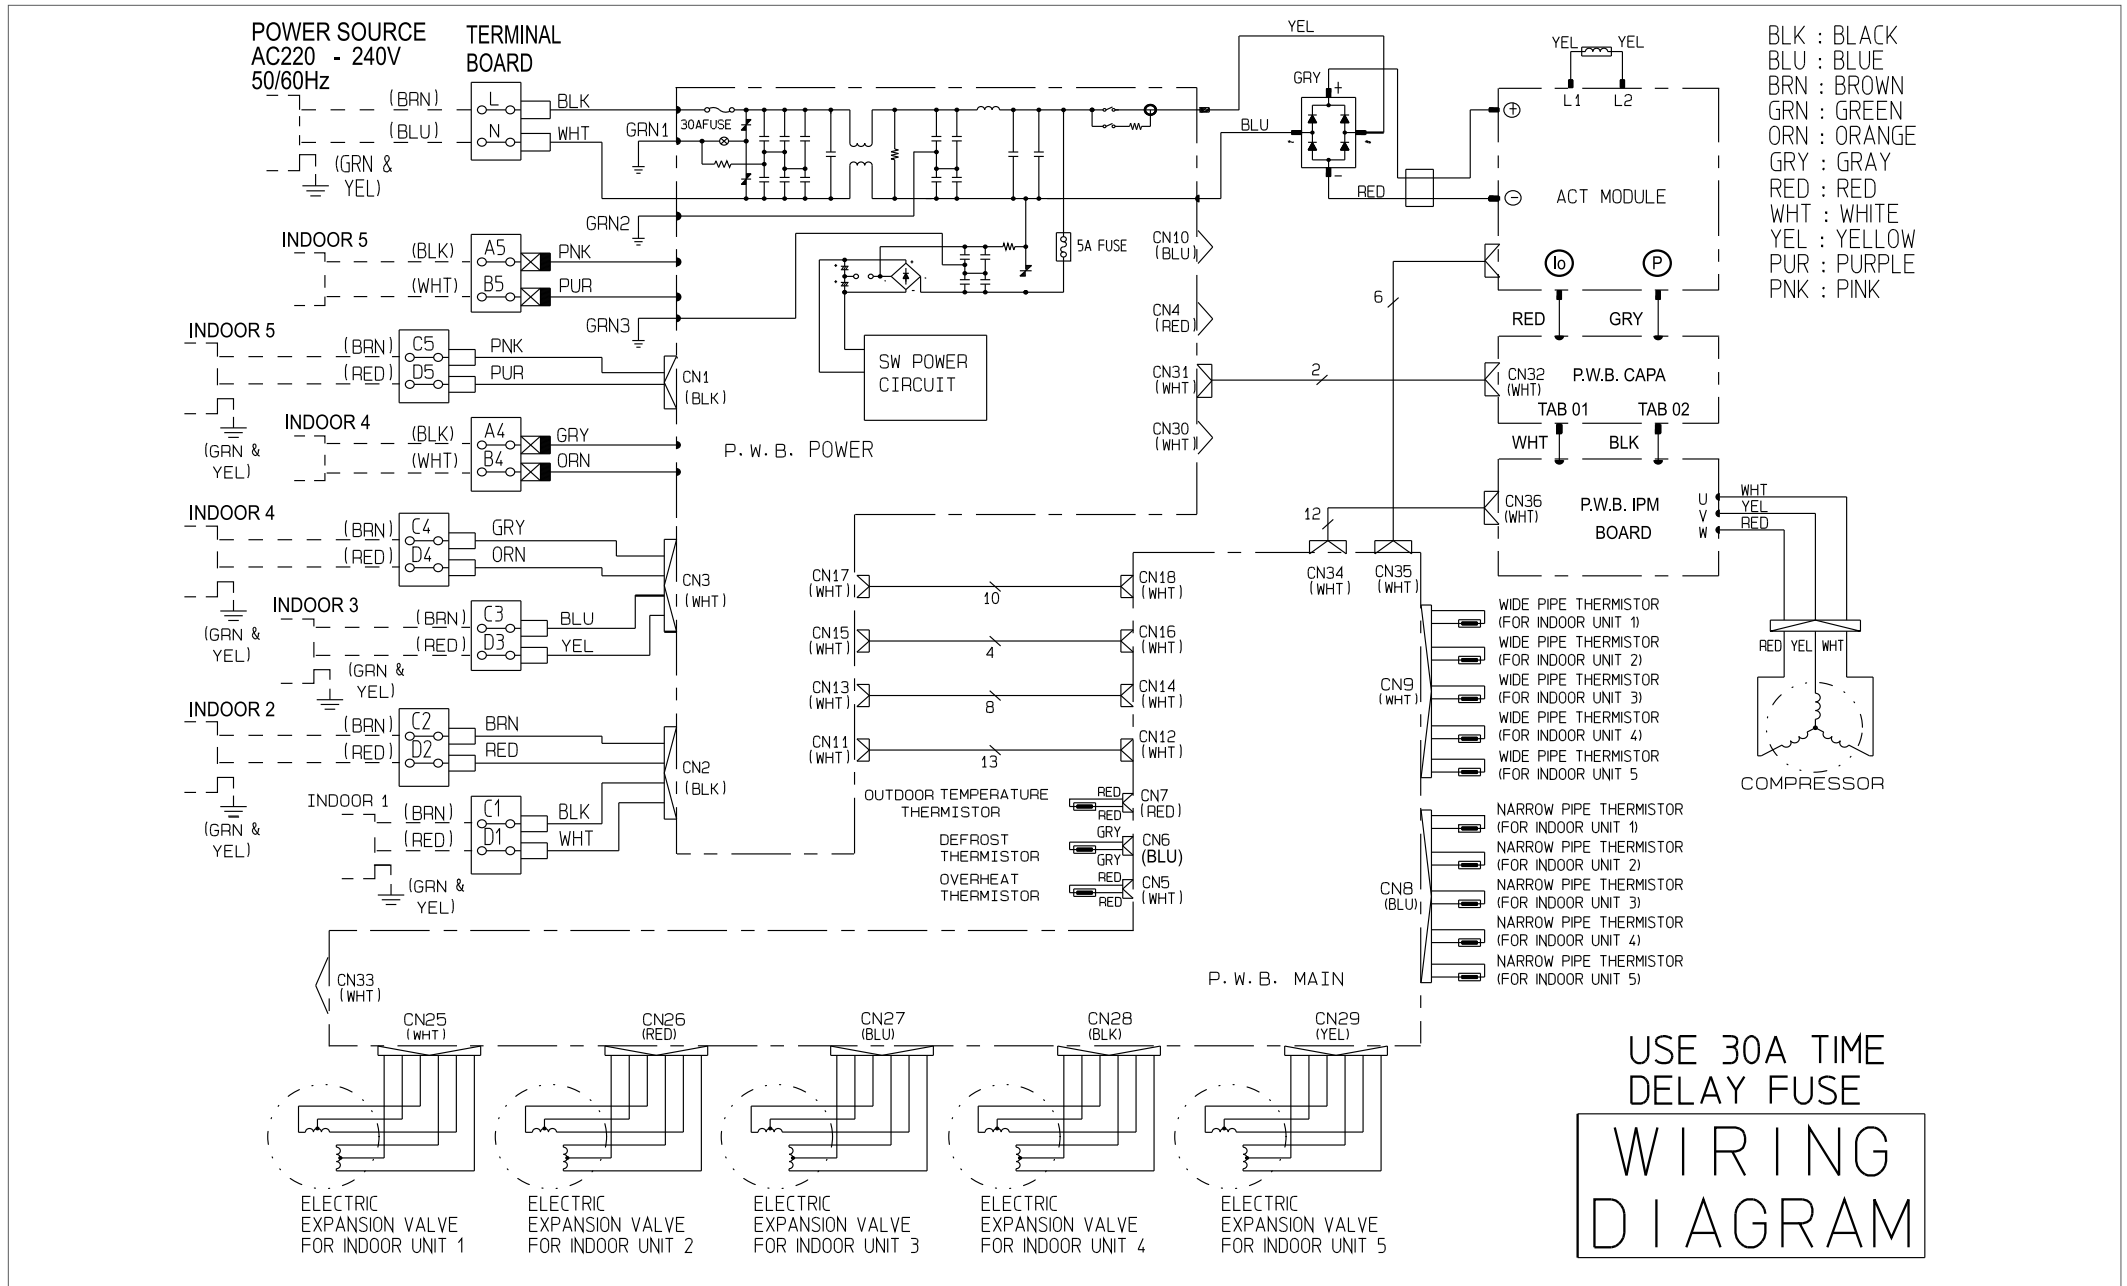 POWER SOURCE
AC220 - 240V
50/60Hz
TERMINAL
BOARD
(BRN)
L
BLK
(BLU)
N
WHT
(GRN &
YEL)
GRN1
30AFUSE
GRN2
GRN3
5A FUSE
SW POWER
CIRCUIT
P.W.B. POWER
INDOOR 5
(BLK)
A5
PNK
(WHT)
B5
PUR
INDOOR 5
(BRN)
C5
PNK
(RED)
D5
PUR
(GRN &
YEL)
CN1
(BLK)
INDOOR 4
(BLK)
A4
GRY
(WHT)
B4
ORN
INDOOR 4
(BRN)
C4
GRY
(RED)
D4
ORN
(GRN &
YEL)
CN3
(WHT)
INDOOR 3
(BRN)
C3
BLU
(RED)
D3
YEL
(GRN &
YEL)
INDOOR 2
(BRN)
C2
BRN
(RED)
D2
RED
(GRN &
YEL)
CN2
(BLK)
INDOOR 1
(BRN)
C1
BLK
(RED)
D1
WHT
(GRN &
YEL)
CN10
(BLU)
CN4
(RED)
CN31
(WHT)
CN30
(WHT)
2
YEL
GRY
+
BLU
~
~
-
RED
YEL
YEL
L1
L2
+
-
ACT MODULE
Io
P
6
RED
GRY
CN32
(WHT)
P.W.B. CAPA
TAB 01
TAB 02
WHT
BLK
12
CN36
(WHT)
P.W.B. IPM
BOARD
U
V
W
WHT
YEL
RED
RED
YEL
WHT
COMPRESSOR
BLK : BLACK
BLU : BLUE
BRN : BROWN
GRN : GREEN
ORN : ORANGE
GRY : GRAY
RED : RED
WHT : WHITE
YEL : YELLOW
PUR : PURPLE
PNK : PINK
CN34
(WHT)
CN35
(WHT)
CN17
(WHT)
10
CN18
(WHT)
CN15
(WHT)
4
CN16
(WHT)
CN13
(WHT)
8
CN14
(WHT)
CN11
(WHT)
13
CN12
(WHT)
OUTDOOR TEMPERATURE
THERMISTOR
RED
RED
CN7
(RED)
DEFROST
THERMISTOR
GRY
GRY
CN6
(BLU)
OVERHEAT
THERMISTOR
RED
RED
CN5
(WHT)
CN9
(WHT)
WIDE PIPE THERMISTOR
(FOR INDOOR UNIT 1)
WIDE PIPE THERMISTOR
(FOR INDOOR UNIT 2)
WIDE PIPE THERMISTOR
(FOR INDOOR UNIT 3)
WIDE PIPE THERMISTOR
(FOR INDOOR UNIT 4)
WIDE PIPE THERMISTOR
(FOR INDOOR UNIT 5
CN8
(BLU)
NARROW PIPE THERMISTOR
(FOR INDOOR UNIT 1)
NARROW PIPE THERMISTOR
(FOR INDOOR UNIT 2)
NARROW PIPE THERMISTOR
(FOR INDOOR UNIT 3)
NARROW PIPE THERMISTOR
(FOR INDOOR UNIT 4)
NARROW PIPE THERMISTOR
(FOR INDOOR UNIT 5)
CN33
(WHT)
P.W.B. MAIN
CN25
(WHT)
CN26
(RED)
CN27
(BLU)
CN28
(BLK)
CN29
(YEL)
ELECTRIC
EXPANSION VALVE
FOR INDOOR UNIT 1
ELECTRIC
EXPANSION VALVE
FOR INDOOR UNIT 2
ELECTRIC
EXPANSION VALVE
FOR INDOOR UNIT 3
ELECTRIC
EXPANSION VALVE
FOR INDOOR UNIT 4
ELECTRIC
EXPANSION VALVE
FOR INDOOR UNIT 5
USE 30A TIME
DELAY FUSE
WIRING
DIAGRAM